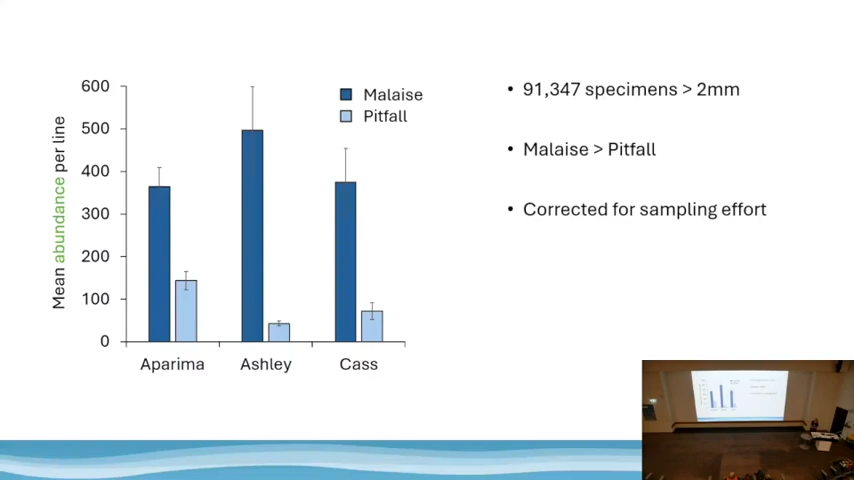 600
500
400
300
200
100
0
Mean abundance per line
Malaise
Pitfall
Aparima
Ashley
Cass
• 91,347 specimens > 2mm
• Malaise > Pitfall
• Corrected for sampling effort